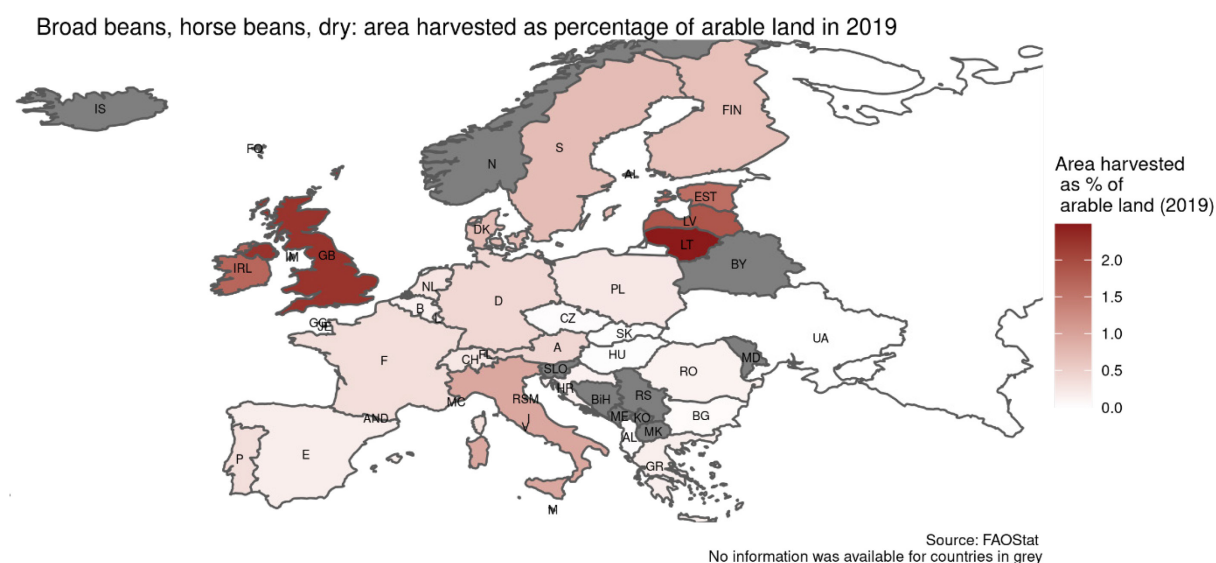 Broad beans, horse beans, dry: area harvested as percentage of arable land in 2019
IS
FO
N
S
FIN
AL
EST
LV
LT
BY
DK
IM
GB
IRL
NL
B
L
D
PL
GG
JE
CZ
SK
UA
F
CH
FL
A
HU
SLO
HR
RO
MD
MC
RSM
I
V
BiH
RS
ME
KO
MK
BG
AL
GR
AND
P
E
M
Area harvested
as % of
arable land (2019)
2.0
1.5
1.0
0.5
0.0
Source: FAOStat
No information was available for countries in grey